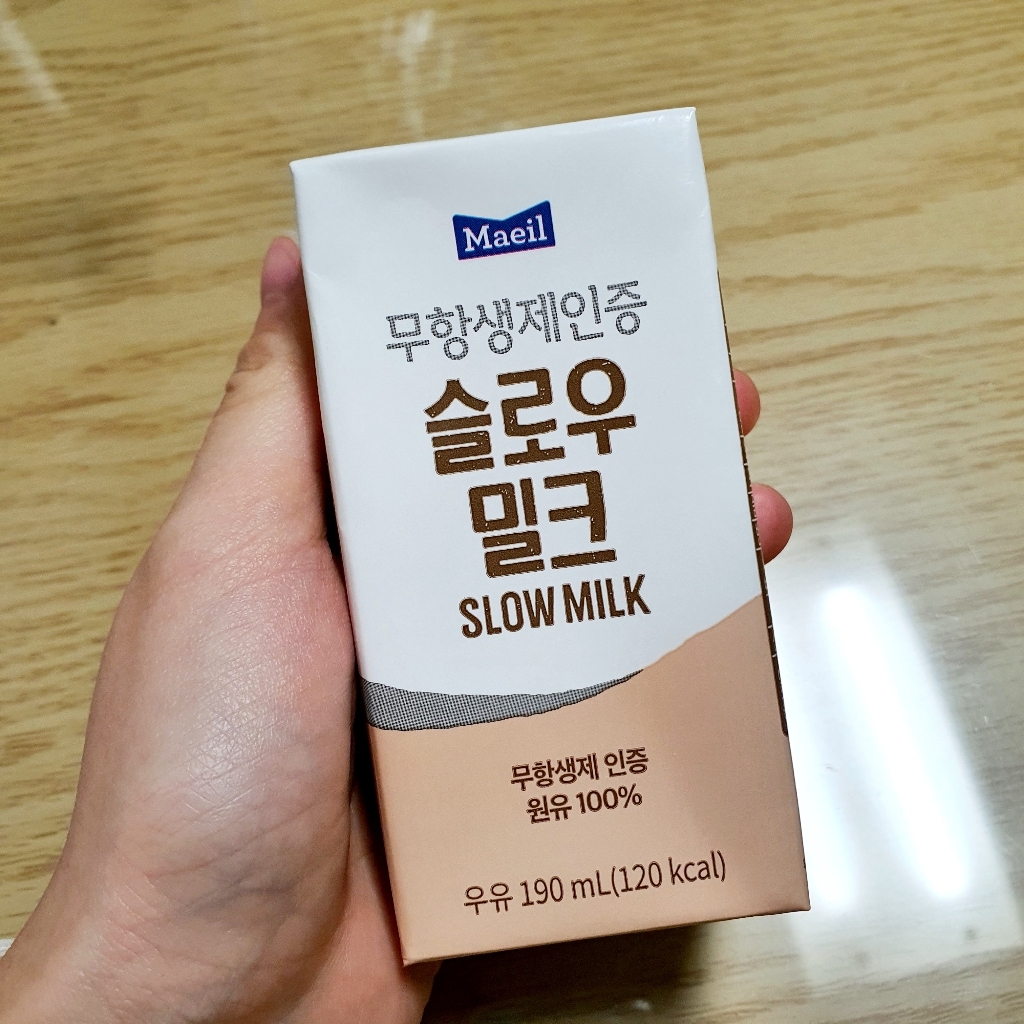 Maeil
무항생제인증
슬로우
밀크
SLOW MILK
무항생제 인증
원유 100%
우유 190 mL(120 kcal)